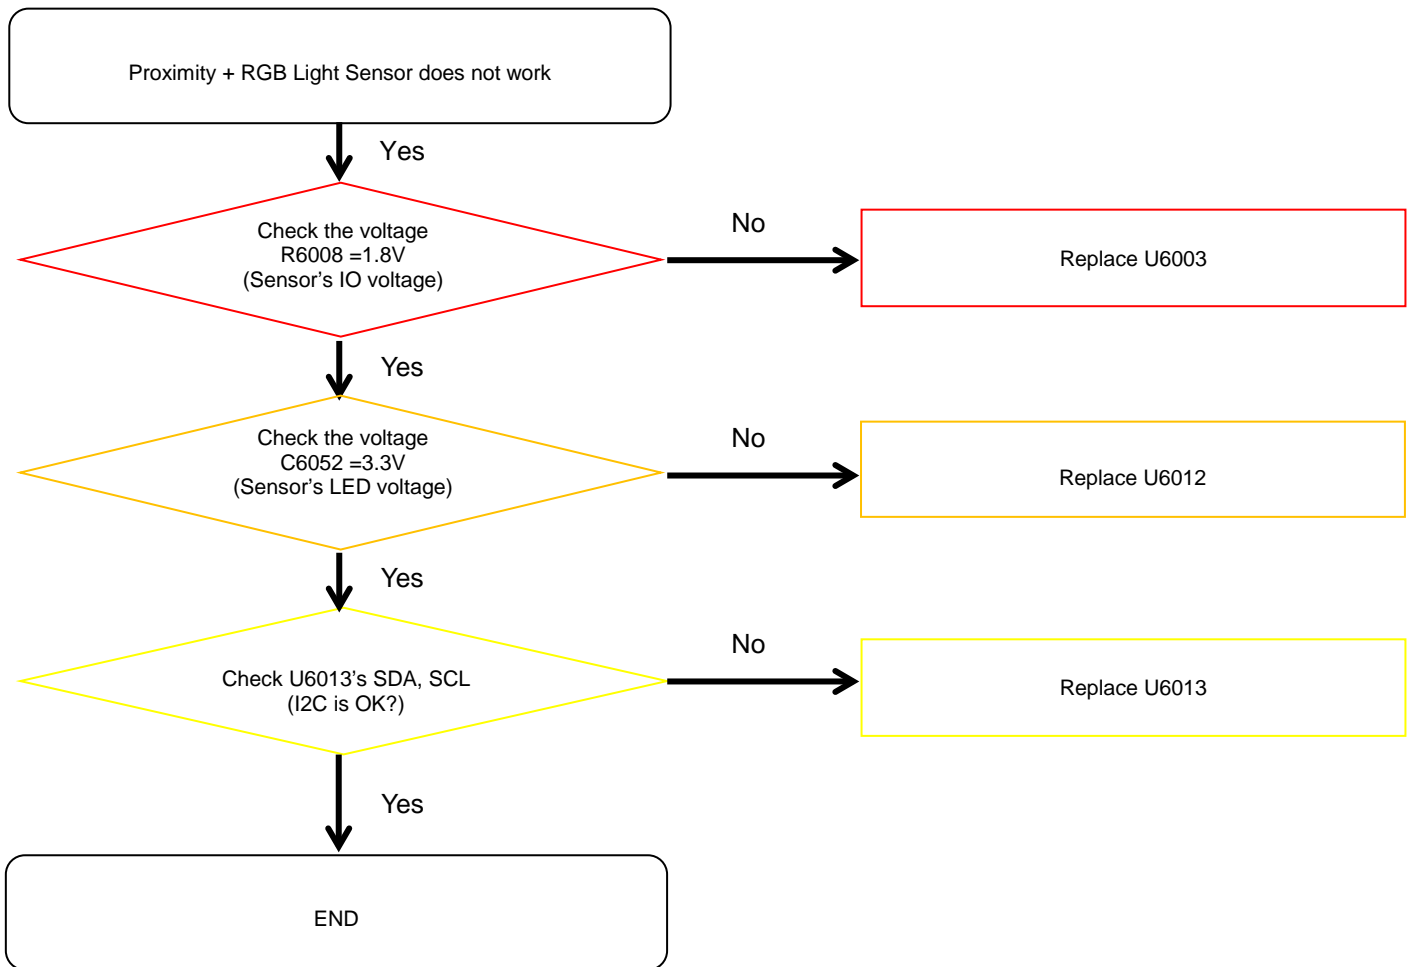 Proximity + RGB Light Sensor does not work
Yes
Check the voltage
R6008 =1.8V
(Sensor’s IO voltage)
No
Replace U6003
Yes
Check the voltage
C6052 =3.3V
(Sensor’s LED voltage)
No
Replace U6012
Yes
Check U6013’s SDA, SCL
(I2C is OK?)
No
Replace U6013
Yes
END